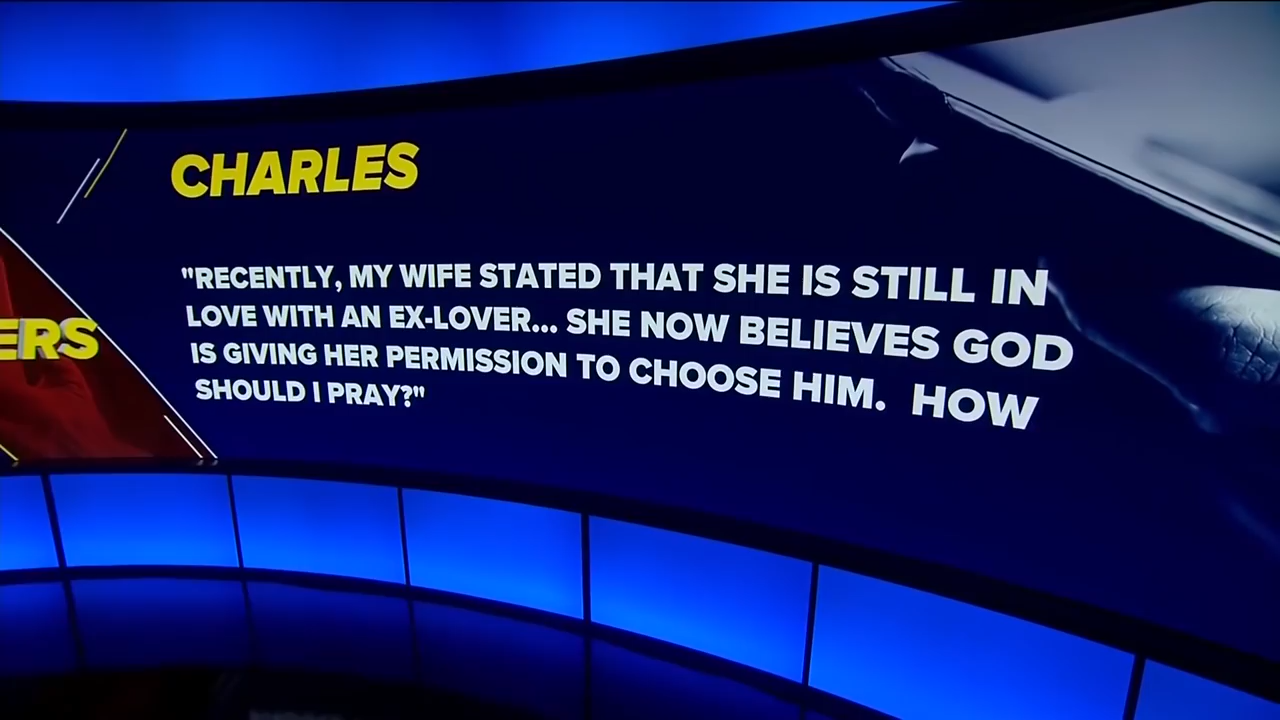 CHARLES
"RECENTLY, MY WIFE STATED THAT SHE IS STILL IN
LOVE WITH AN EX-LOVER... SHE NOW BELIEVES GOD
IS GIVING HER PERMISSION TO CHOOSE HIM.  HOW
SHOULD I PRAY?"
ERS